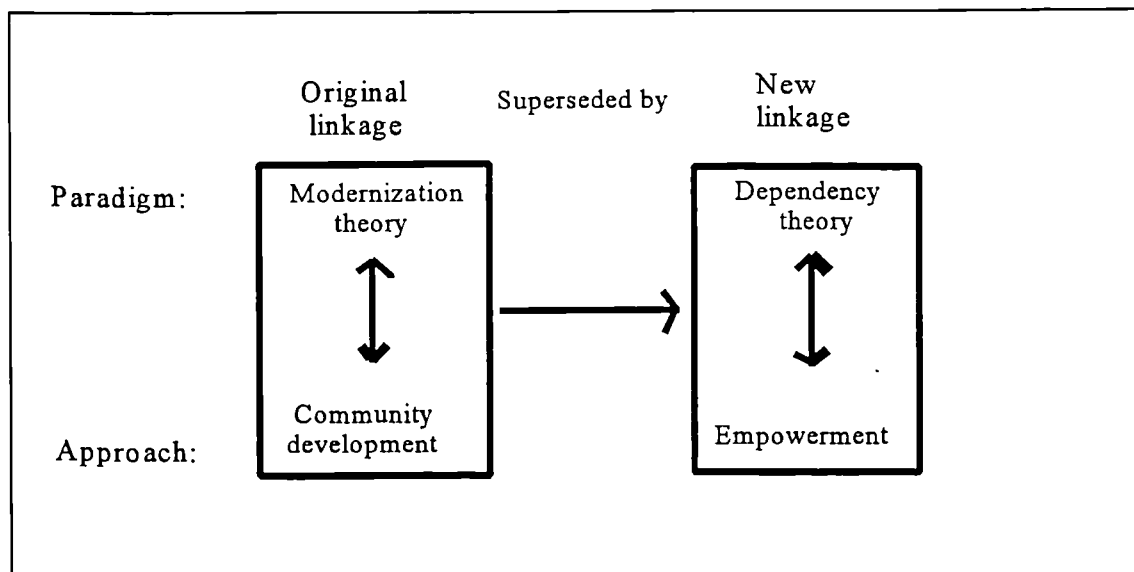 Original
linkage
Superseded by
New
linkage
Paradigm:
Modernization
theory
Dependency
theory
Approach:
Community
development
Empowerment